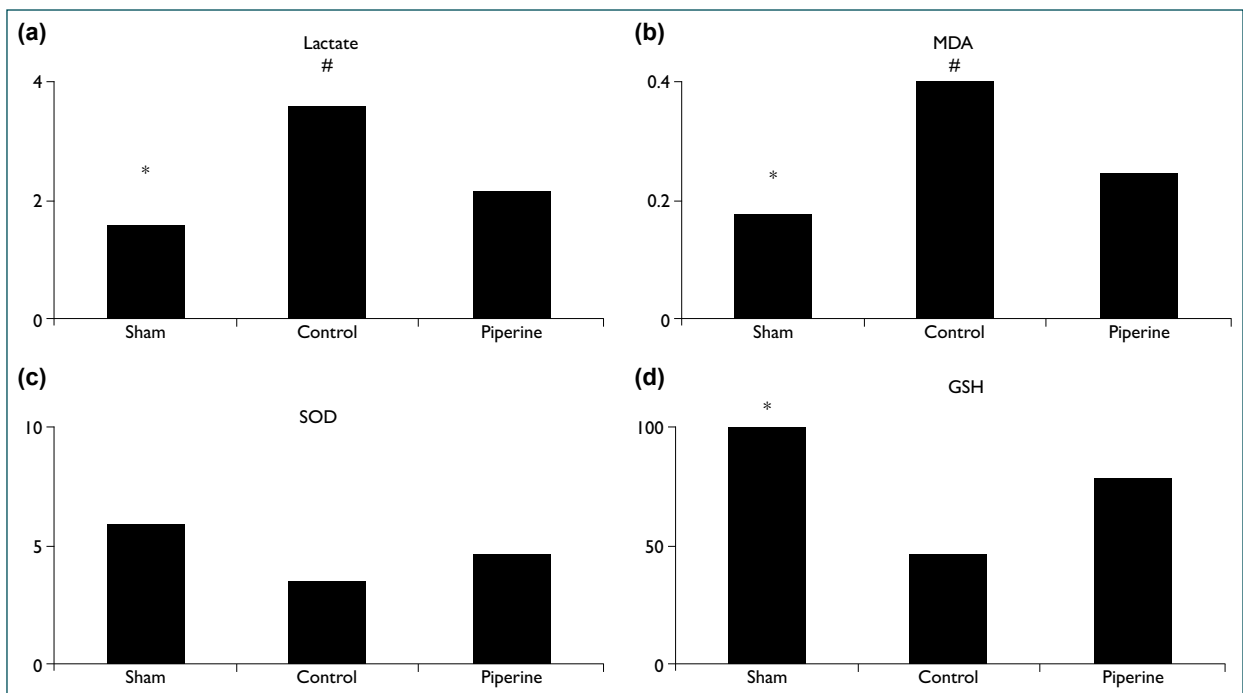 (a)
Lactate
#
4
2
0
*
Sham Control Piperine
(b)
MDA
#
0.4
0.2
0
*
Sham Control Piperine
(c)
SOD
10
5
0
Sham Control Piperine
(d)
GSH
*
100
50
0
Sham Control Piperine